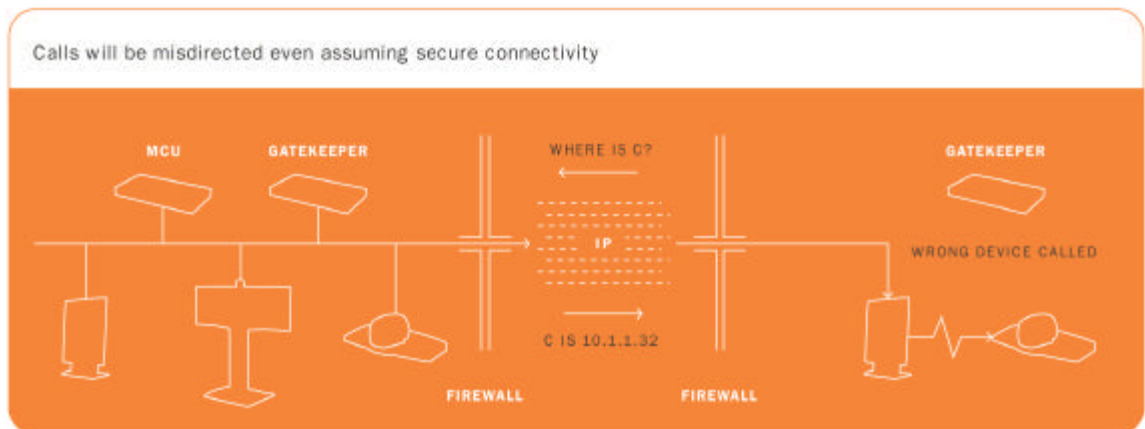 Calls will be misdirected even assuming secure connectivity
MCU
GATEKEEPER
WHERE IS C?
GATEKEEPER
IP
WRONG DEVICE CALLED
C IS 10.1.1.32
FIREWALL
FIREWALL